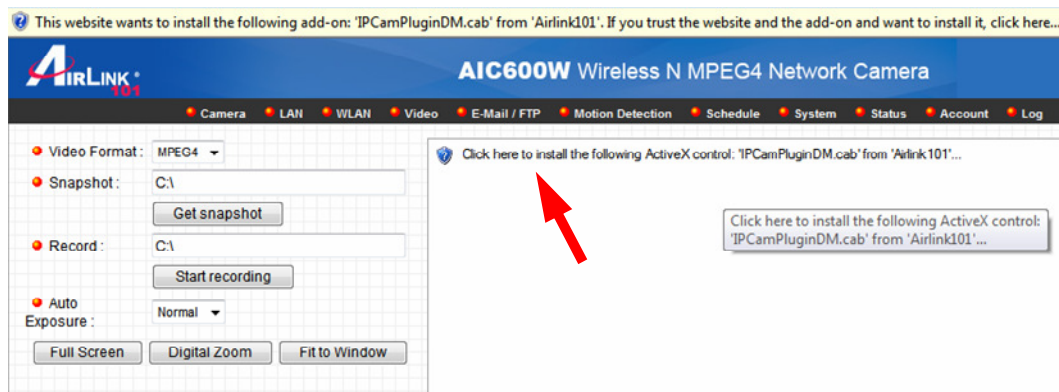 This website wants to install the following add-on: 'IPCamPluginDM.cab' from 'Airlink101'. If you trust the website and the add-on and want to install it, click here...
AIRLINK 101
AIC600W Wireless N MPEG4 Network Camera
Camera LAN WLAN Video E-Mail / FTP Motion Detection Schedule System Status Account Log
Video Format : MPEG4
Snapshot : C:\
Get snapshot
Record : C:\
Start recording
Auto
Exposure : Normal
Full Screen Digital Zoom Fit to Window
Click here to install the following ActiveX control: 'IPCamPluginDM.cab' from 'Airlink101'...
Click here to install the following ActiveX control:
'IPCamPluginDM.cab' from 'Airlink101'...